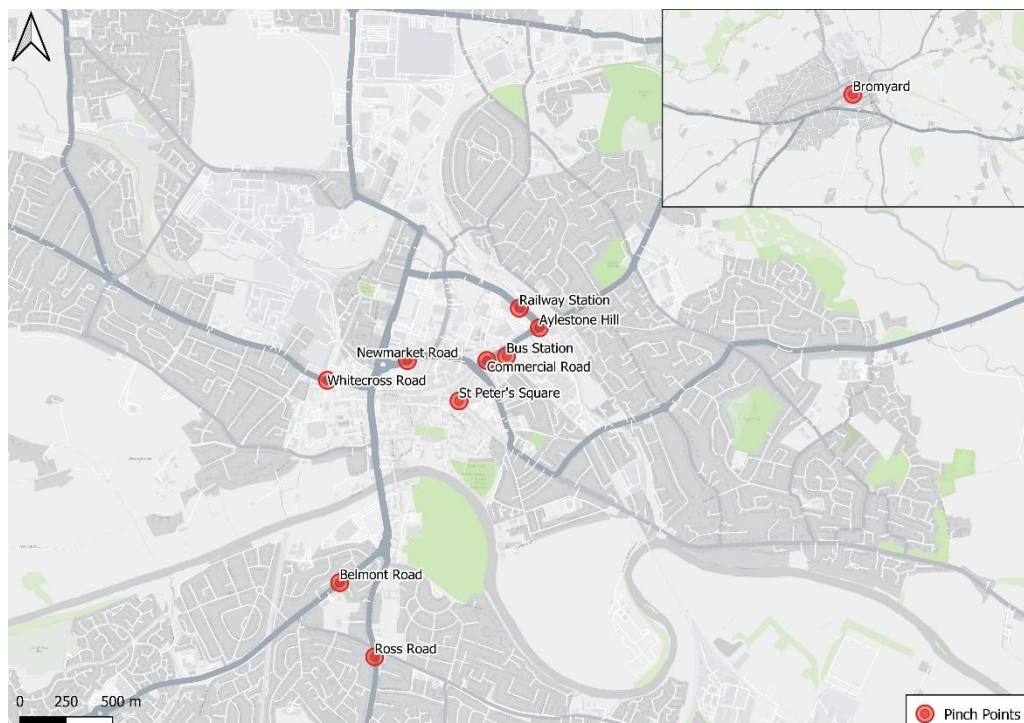 Bromyard
Railway Station
Aylestone Hill
Bus Station
Newmarket Road
Commercial Road
Whitecross Road
St Peter's Square
Belmont Road
Ross Road
0 250 500 m
Pinch Points